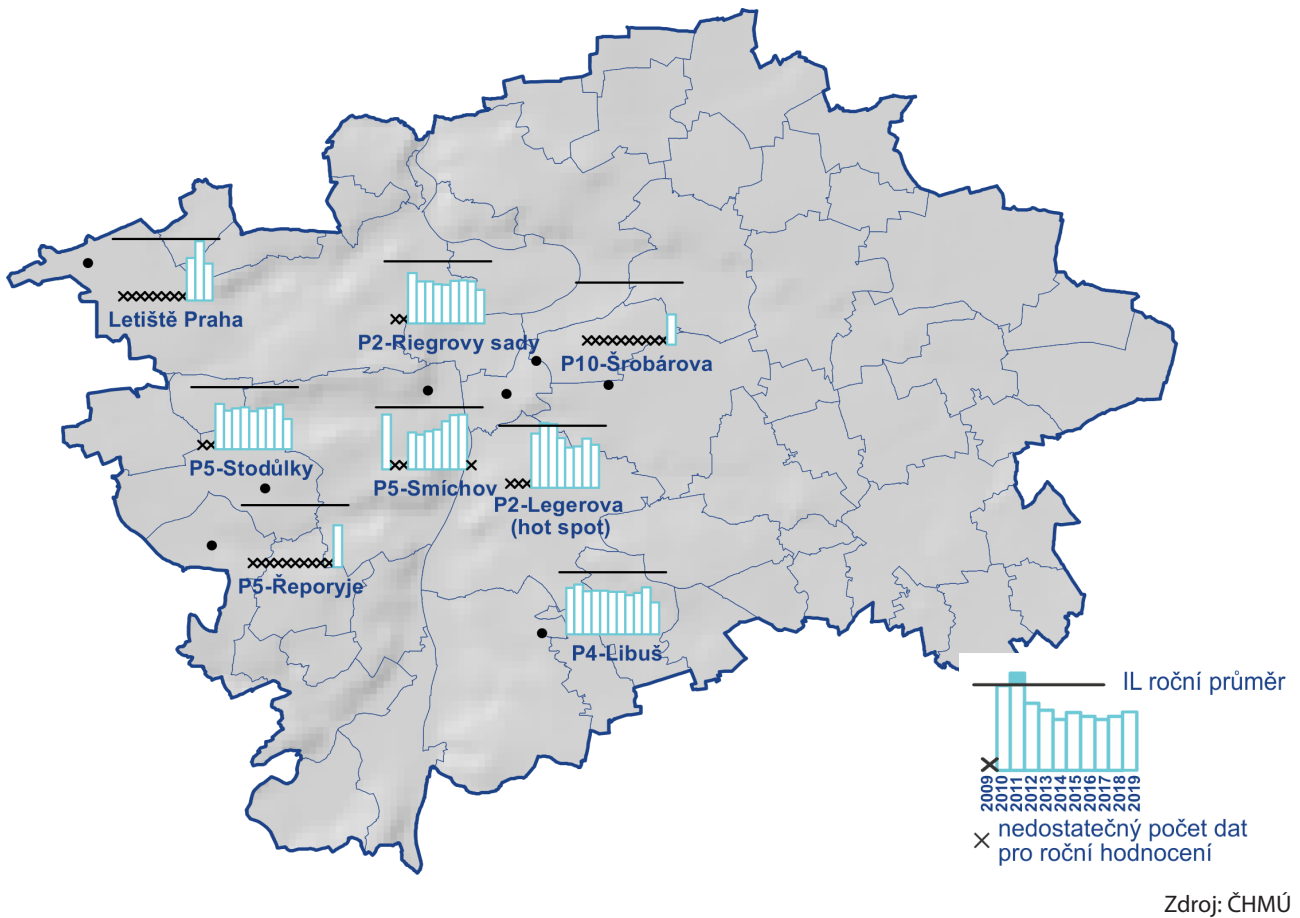 Letiště Praha
P2-Riegrovy sady
P10-Šrobárova
P5-Stodůlky
P5-Smíchov
P2-Legerova
(hot spot)
P5-Řeporyje
P4-Libuš
IL roční průměr
2009
2010
2011
2012
2013
2014
2015
2016
2017
2018
2019
nedostatečný počet dat
pro roční hodnocení
Zdroj: ČHMÚ